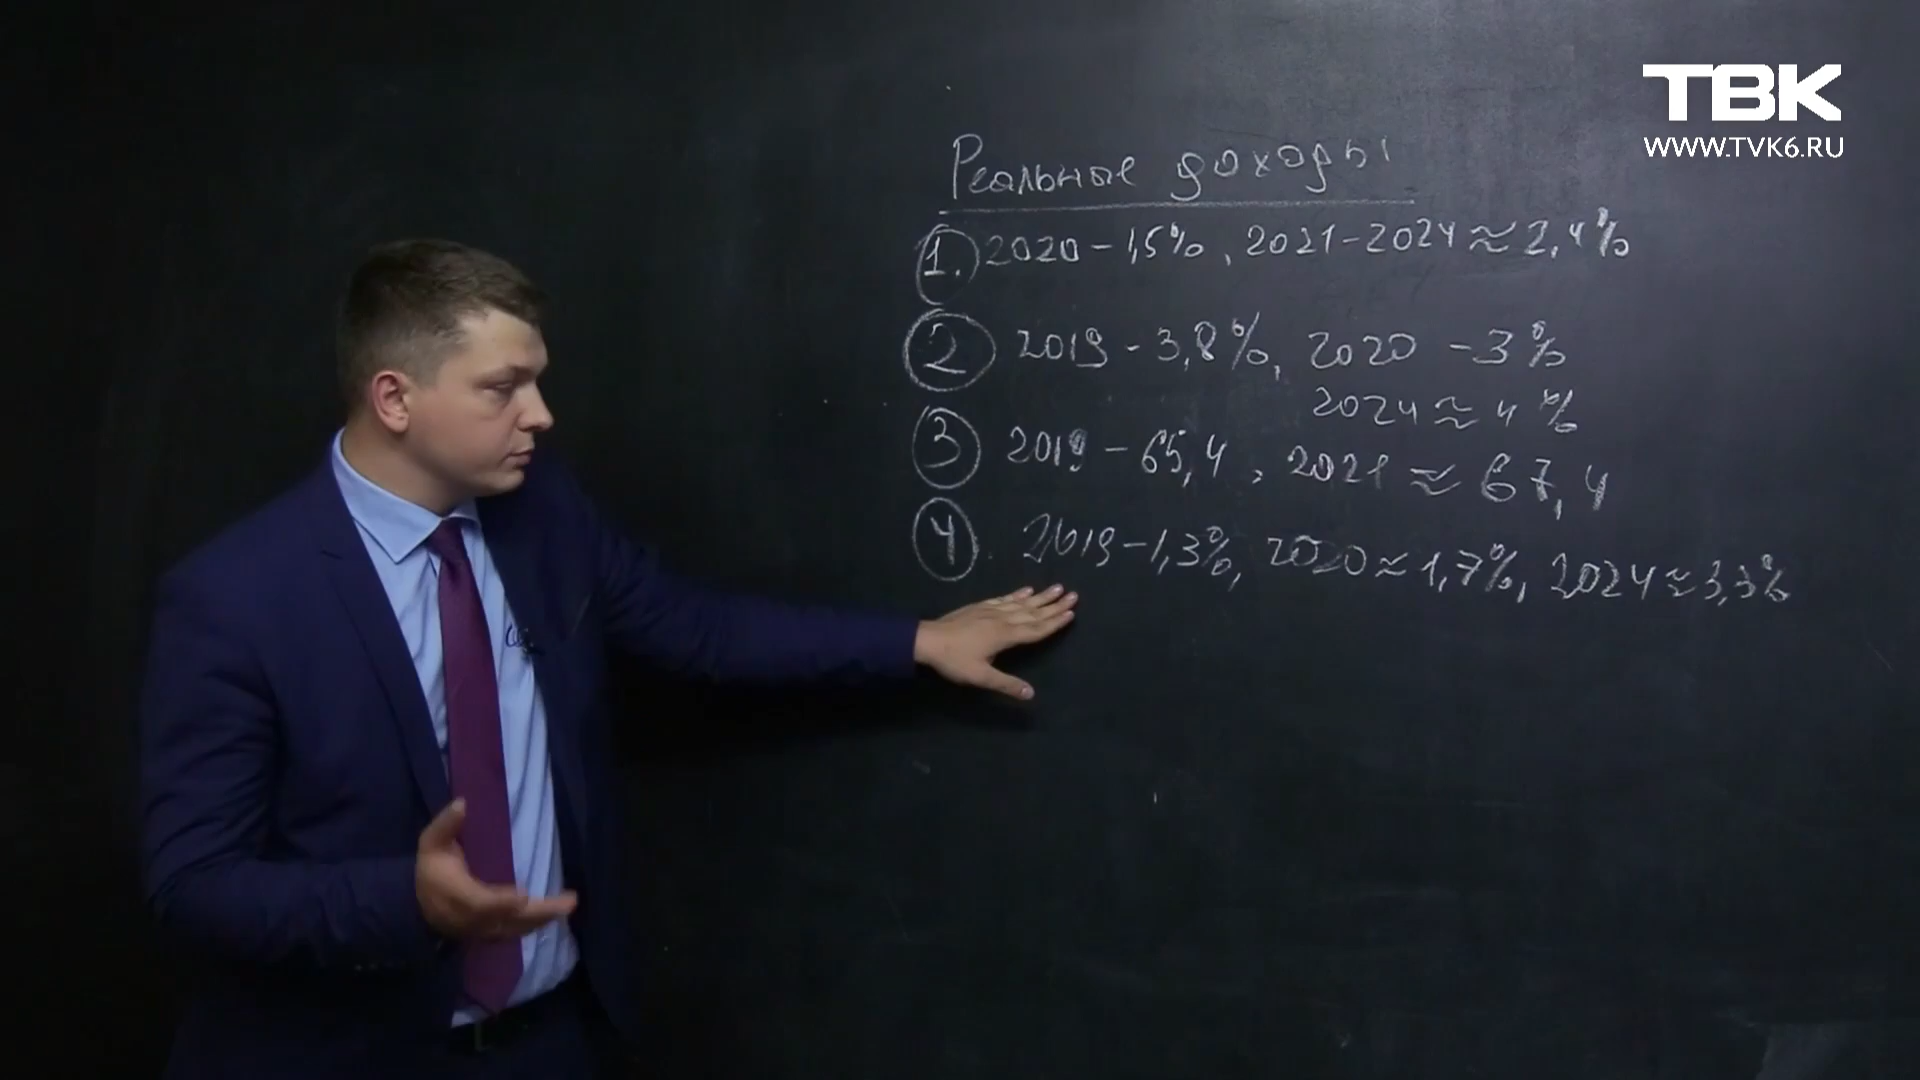 ТВК
WWW.TVK6.RU
Реальные доходы
1. 2020 - 1,5%, 2021-2024 ≈ 2,4%
2 2019 - 3,8%, 2020 - 3%
2024 ≈ 4%
3 2019 - 65,4, 2021 ≈ 67,4
4. 2019 - 1,3%, 2020 ≈ 1,7%, 2024 ≈ 3,3%